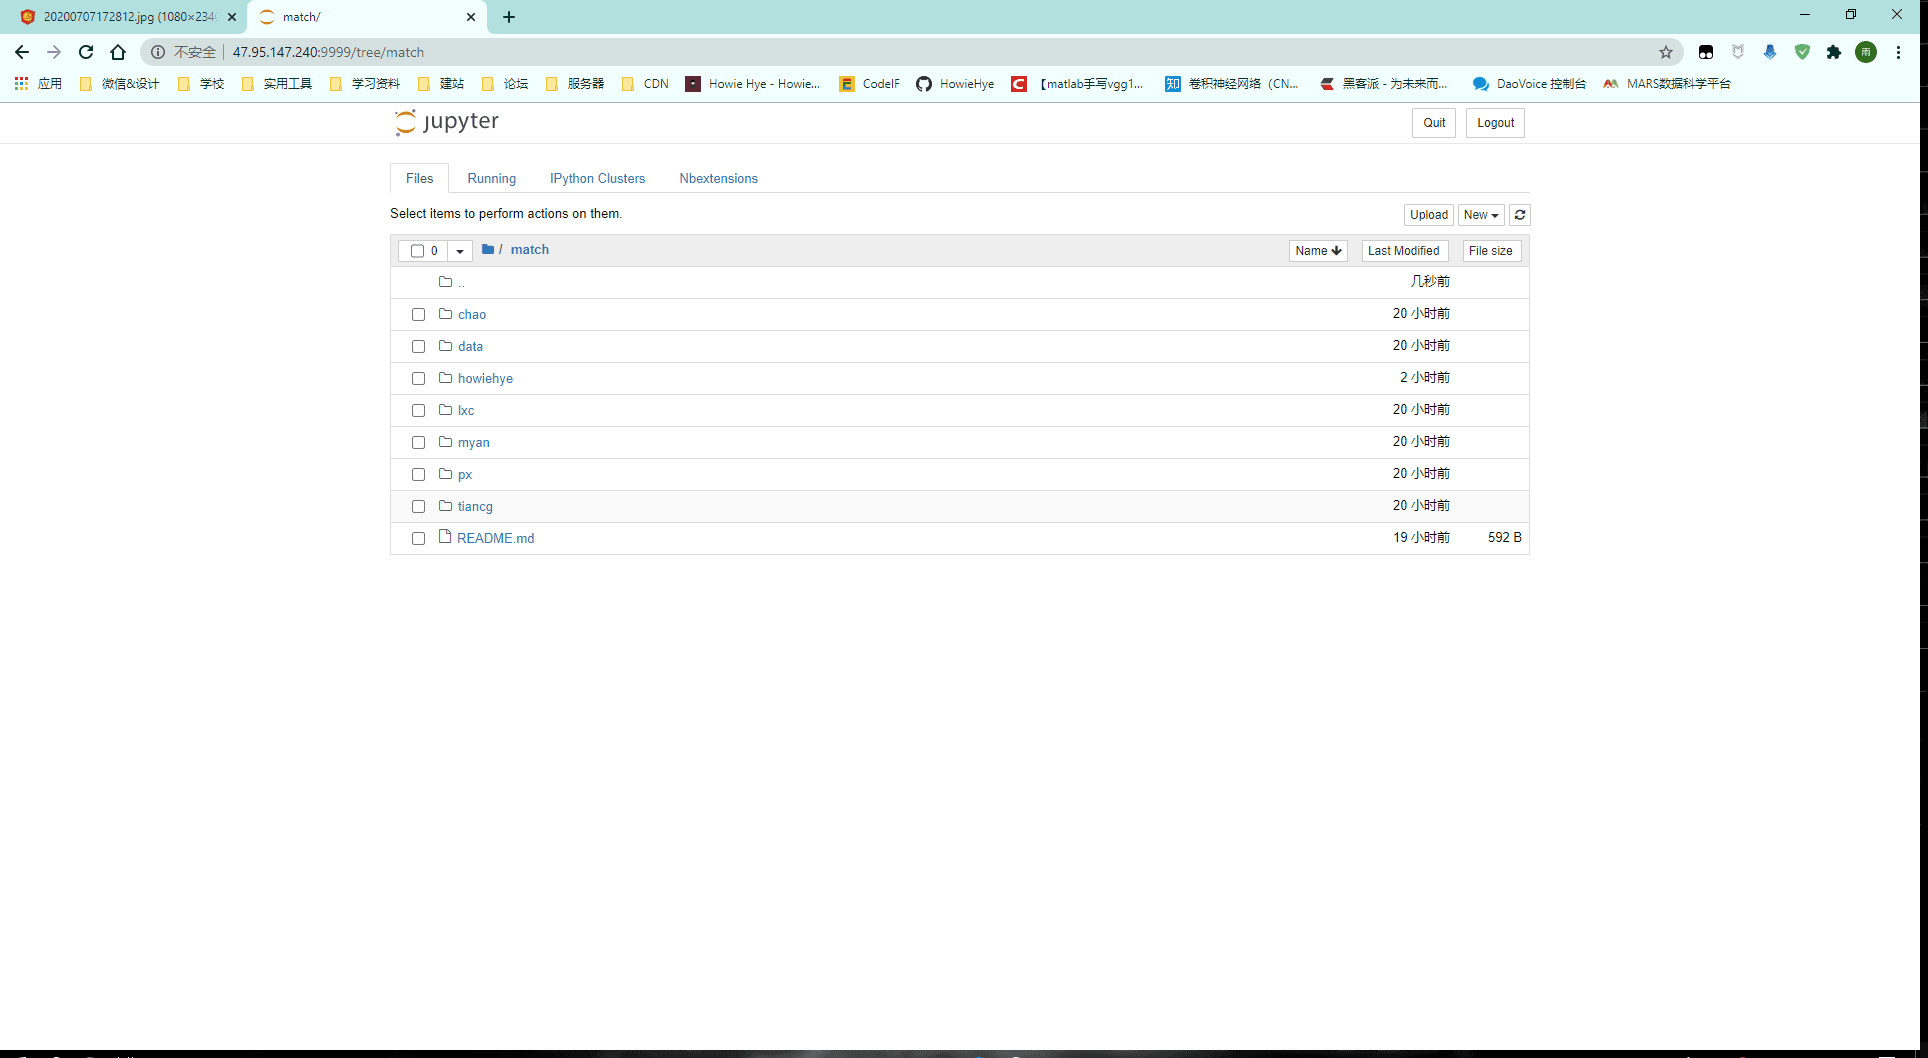 20200707172812.jpg (1080×234
match/
不安全 47.95.147.240:9999/tree/match
雨
应用 微信&设计 学校 实用工具 学习资料 建站 论坛 服务器 CDN Howie Hye - Howie... CodeIF HowieHye 【matlab手写vgg1... 知 卷积神经网络（CN... 黑客派 - 为未来而... DaoVoice 控制台 MARS数据科学平台
jupyter
Quit Logout
Files Running IPython Clusters Nbextensions
Select items to perform actions on them.
Upload New
0 / match Name Last Modified File size
.. 几秒前
chao 20 小时前
data 20 小时前
howiehye 2 小时前
lxc 20 小时前
myan 20 小时前
px 20 小时前
tiancg 20 小时前
README.md 19 小时前 592 B